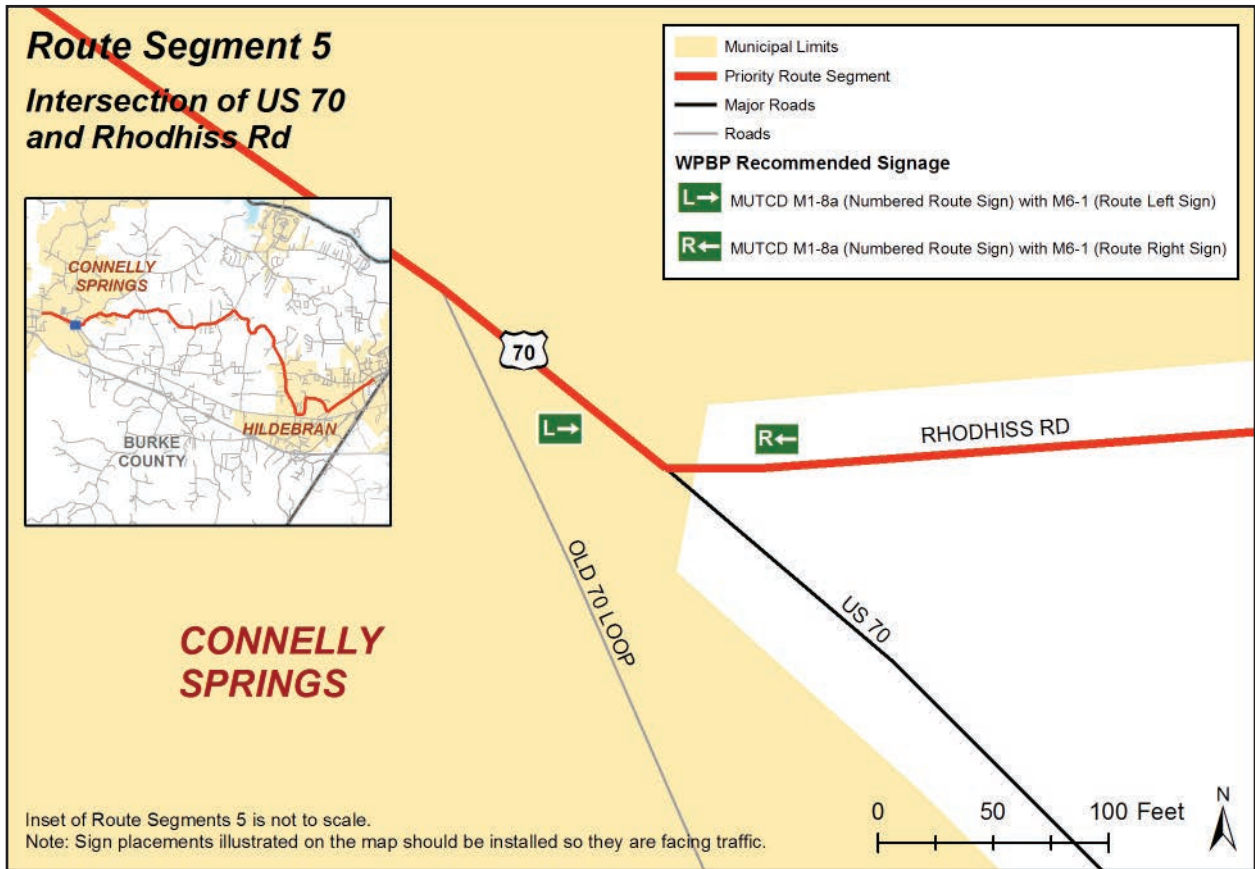 Route Segment 5
Intersection of US 70
and Rhodhiss Rd
Municipal Limits
Priority Route Segment
Major Roads
Roads
WPBP Recommended Signage
L→ MUTCD M1-8a (Numbered Route Sign) with M6-1 (Route Left Sign)
R← MUTCD M1-8a (Numbered Route Sign) with M6-1 (Route Right Sign)
CONNELLY
SPRINGS
HILDEBRAN
BURKE
COUNTY
70
L→
R←
RHODHISS RD
OLD 70 LOOP
US 70
CONNELLY
SPRINGS
Inset of Route Segments 5 is not to scale.
Note: Sign placements illustrated on the map should be installed so they are facing traffic.
0 50 100 Feet
N